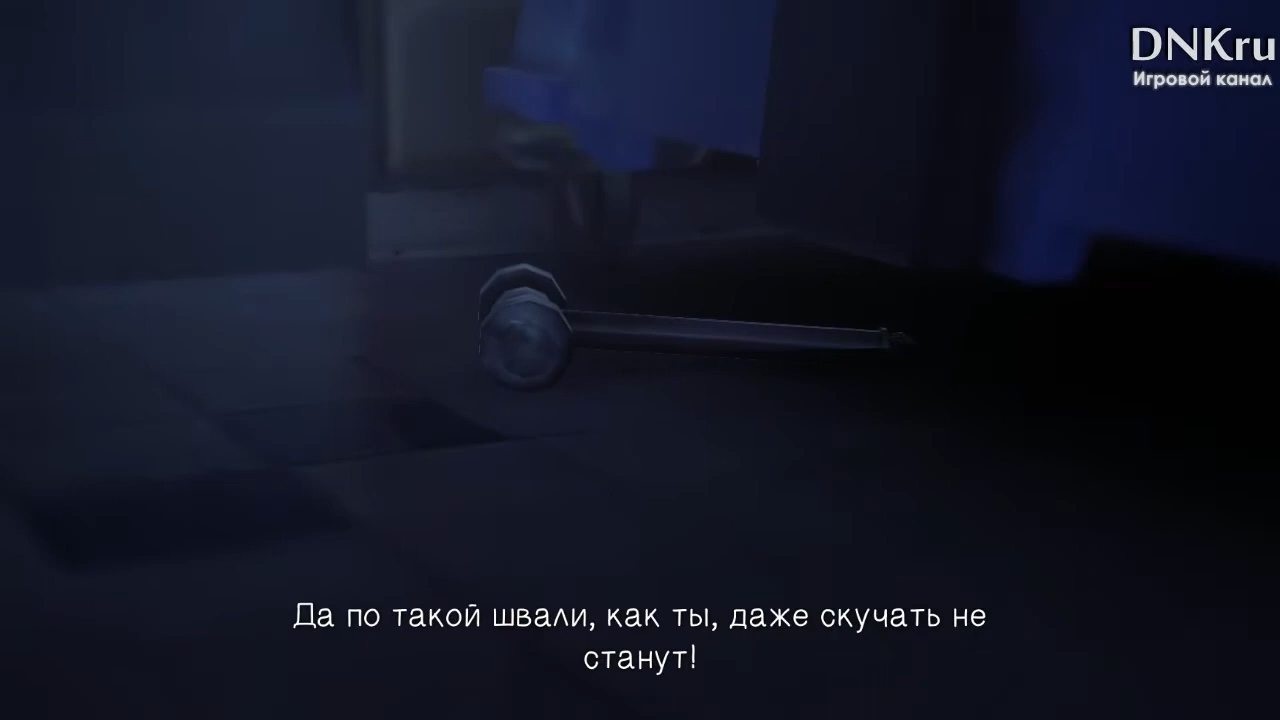 DNKru
Игровой канал
Да по такой швали, как ты, даже скучать не
станут!